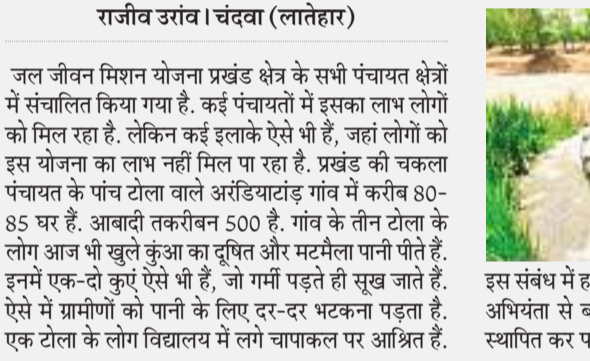 राजीव उरांव। चंदवा (लातेहार)
जल जीवन मिशन योजना प्रखंड क्षेत्र के सभी पंचायत क्षेत्रों
में संचालित किया गया है. कई पंचायतों में इसका लाभ लोगों
को मिल रहा है. लेकिन कई इलाके ऐसे भी हैं, जहां लोगों को
इस योजना का लाभ नहीं मिल पा रहा है. प्रखंड की चकला
पंचायत के पांच टोला वाले अरंडियाटांड़ गांव में करीब 80-
85 घर हैं. आबादी तकरीबन 500 है. गांव के तीन टोला के
लोग आज भी खुले कुंआ का दूषित और मटमैला पानी पीते हैं.
इनमें एक-दो कुएं ऐसे भी हैं, जो गर्मी पड़ते ही सूख जाते हैं.
ऐसे में ग्रामीणों को पानी के लिए दर-दर भटकना पड़ता है.
एक टोला के लोग विद्यालय में लगे चापाकल पर आश्रित हैं.
इस संबंध में
अभियंता से
स्थापित कर